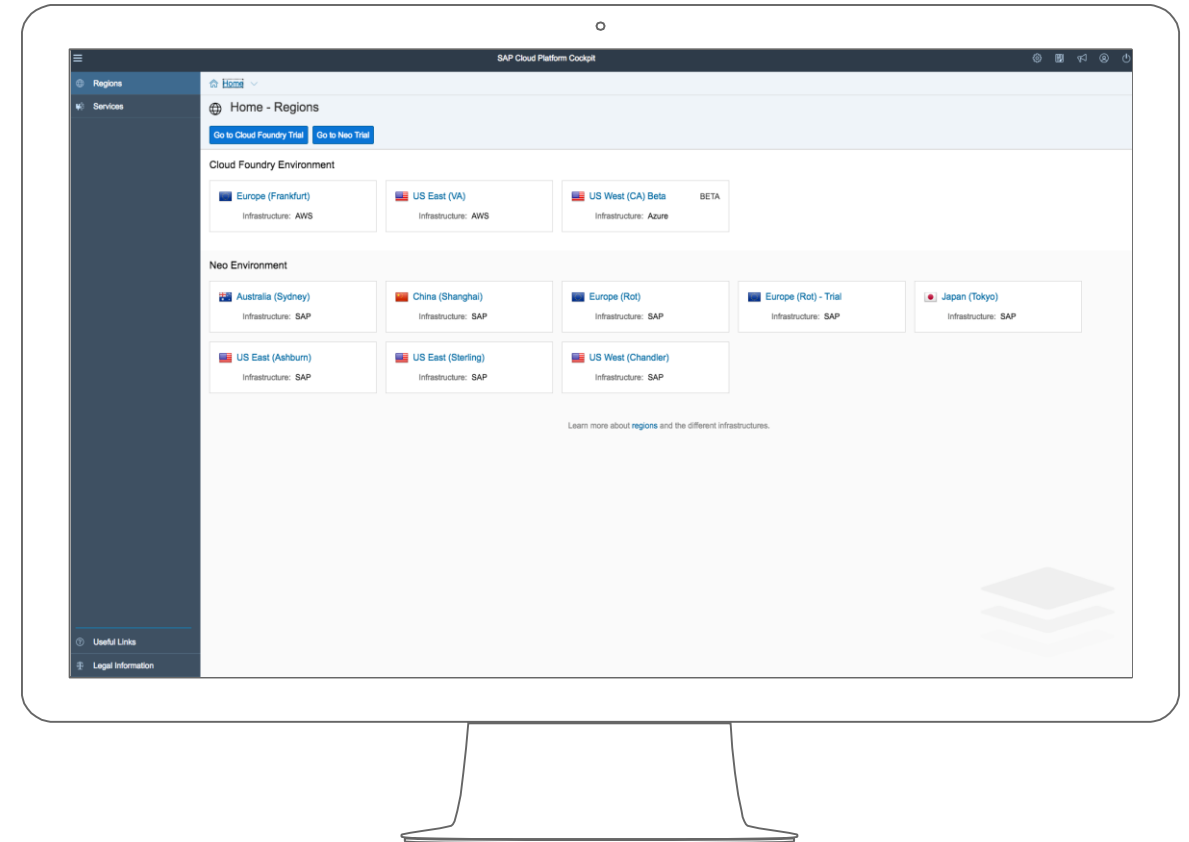 SAP Cloud Platform Cockpit
Regions
Services
Useful Links
Legal Information
Home
Home - Regions
Go to Cloud Foundry Trial Go to Neo Trial
Cloud Foundry Environment
Europe (Frankfurt) US East (VA) US West (CA) Beta BETA
Infrastructure: AWS Infrastructure: AWS Infrastructure: Azure
Neo Environment
Australia (Sydney) China (Shanghai) Europe (Rot) Europe (Rot) - Trial Japan (Tokyo)
Infrastructure: SAP Infrastructure: SAP Infrastructure: SAP Infrastructure: SAP Infrastructure: SAP
US East (Ashburn) US East (Sterling) US West (Chandler)
Infrastructure: SAP Infrastructure: SAP Infrastructure: SAP
Learn more about regions and the different infrastructures.